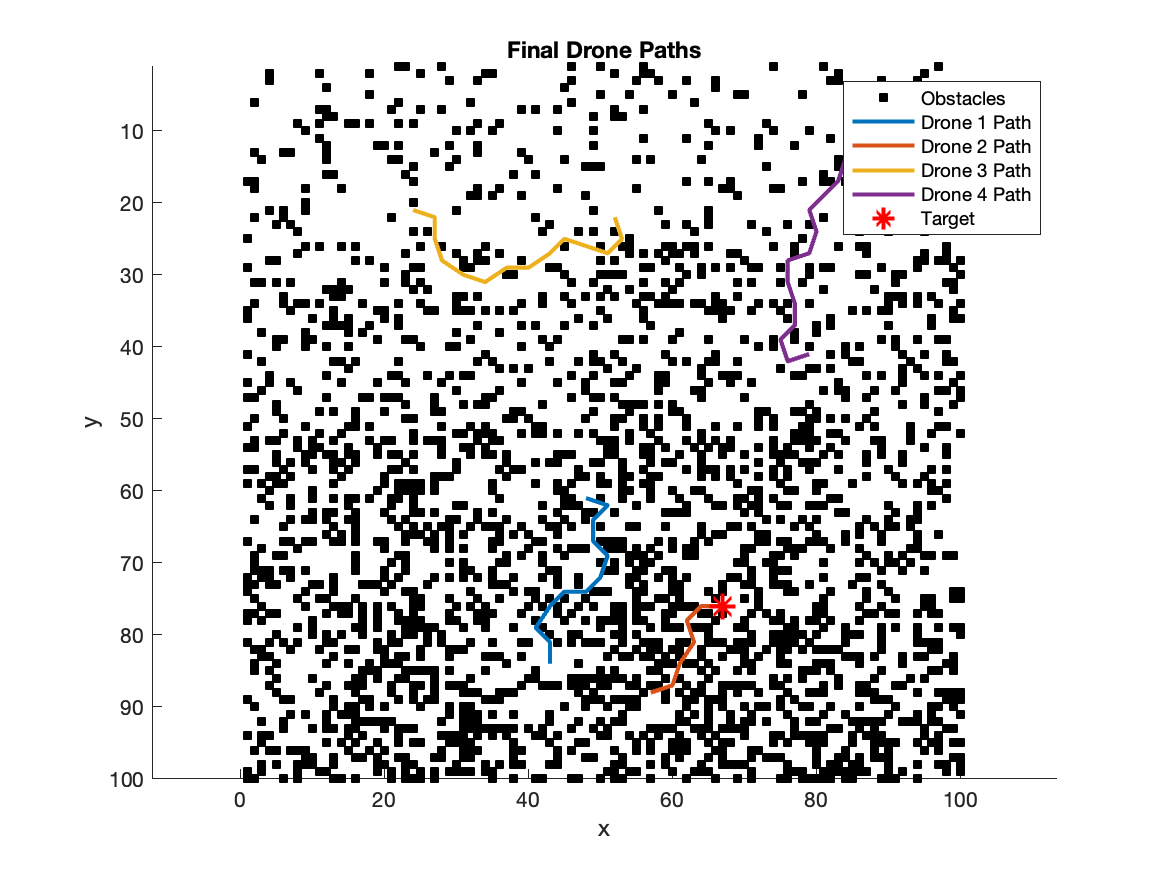 Final Drone Paths
Obstacles
Drone 1 Path
Drone 2 Path
Drone 3 Path
Drone 4 Path
Target
10
20
30
40
50
60
70
80
90
100
y
0 20 40 60 80 100
x